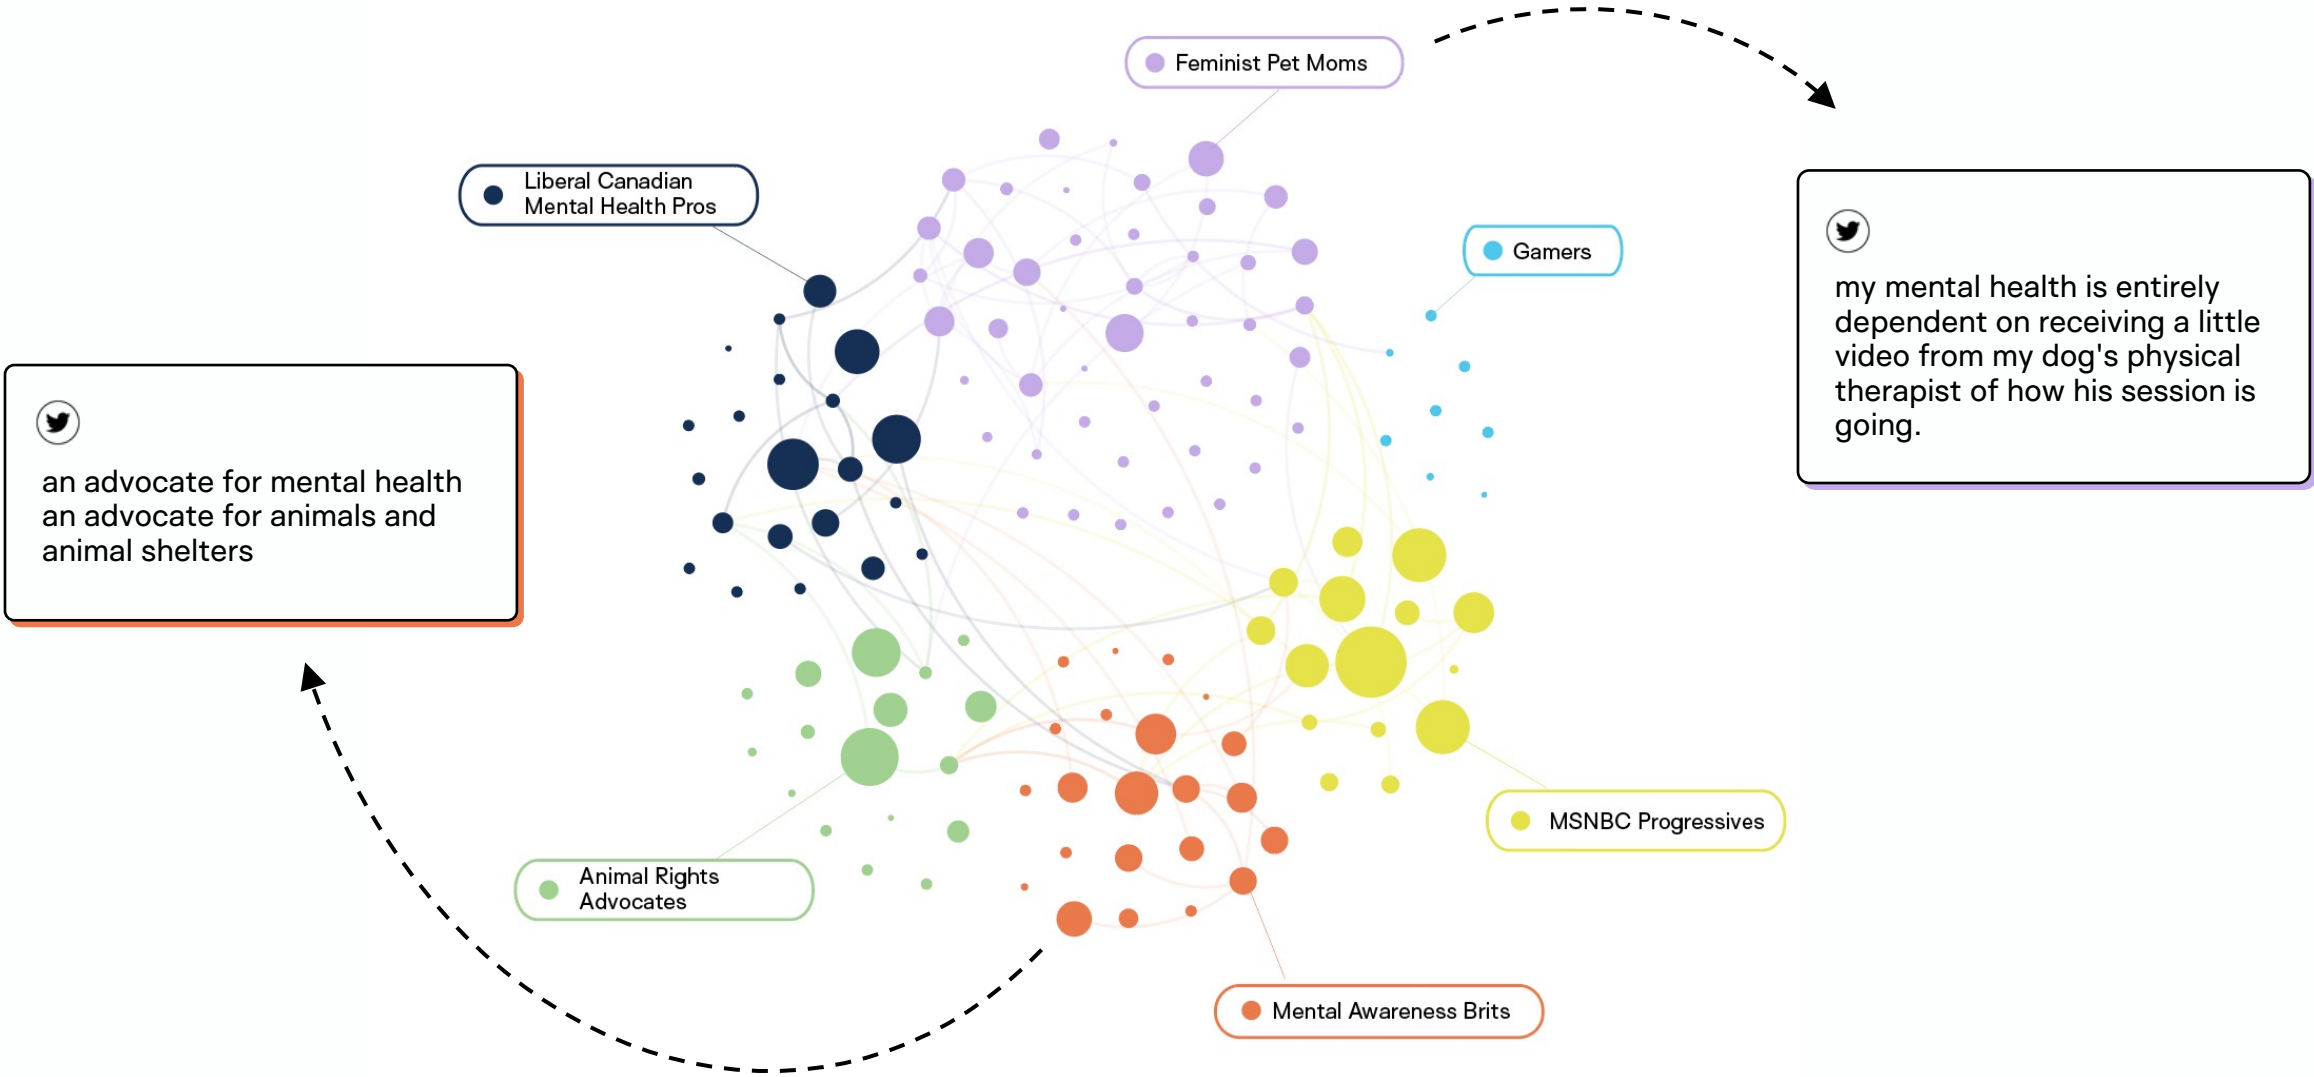 Feminist Pet Moms
Liberal Canadian
Mental Health Pros
Gamers
my mental health is entirely
dependent on receiving a little
video from my dog's physical
therapist of how his session is
going.
an advocate for mental health
an advocate for animals and
animal shelters
MSNBC Progressives
Animal Rights
Advocates
Mental Awareness Brits